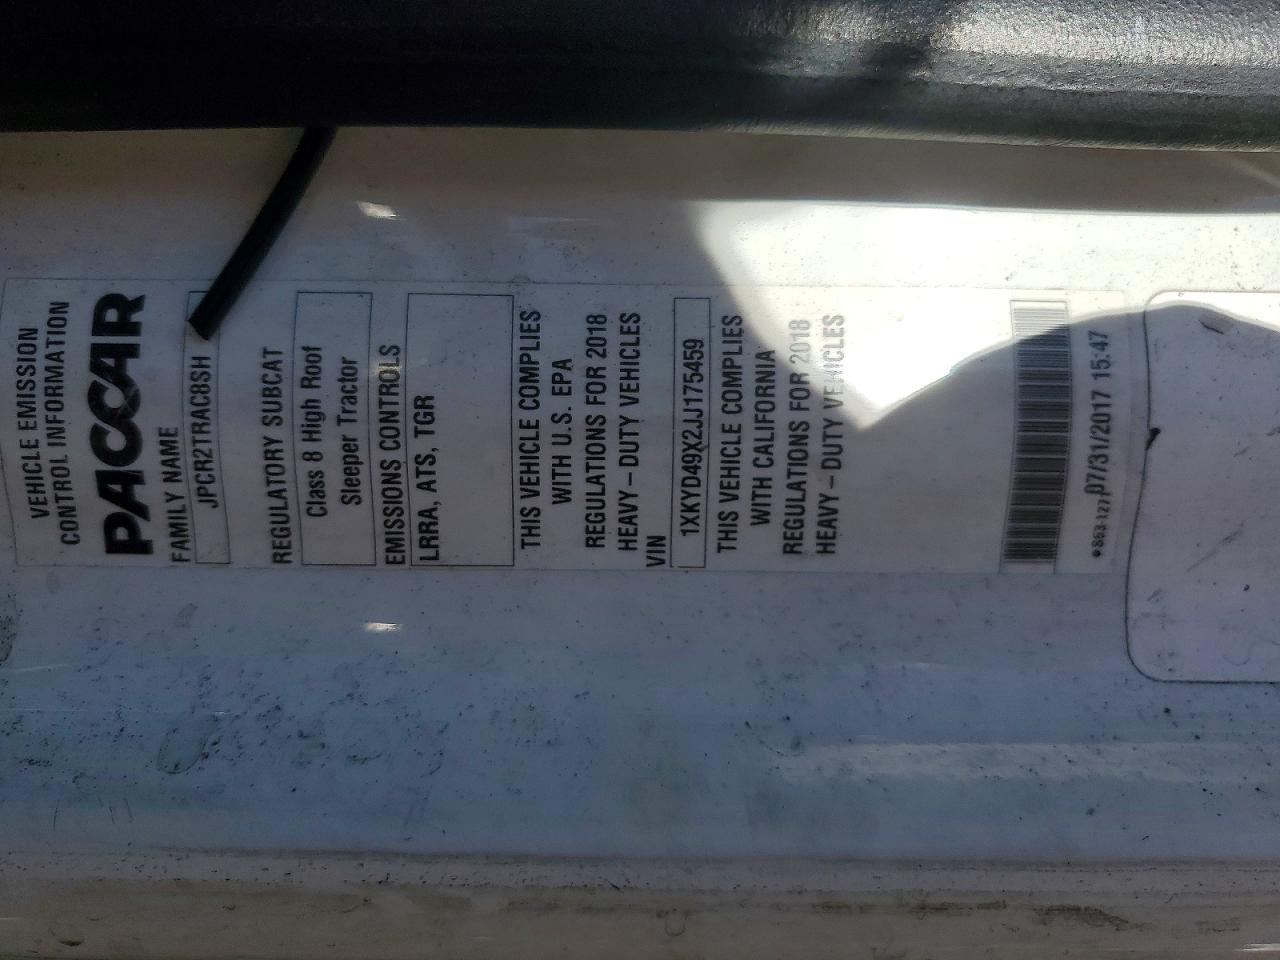 VEHICLE EMISSION
CONTROL INFORMATION
PACCAR
FAMILY NAME
JPCR2TRAC8SH
REGULATORY SUBCAT
Class 8 High Roof
Sleeper Tractor
EMISSIONS CONTROLS
LRRA, ATS, TGR
THIS VEHICLE COMPLIES
WITH U.S. EPA
REGULATIONS FOR 2018
HEAVY-DUTY VEHICLES
VIN
1XKYD49X2JJ175459
THIS VEHICLE COMPLIES
WITH CALIFORNIA
REGULATIONS FOR 2018
HEAVY-DUTY VEHICLES
07/31/2017 15:47